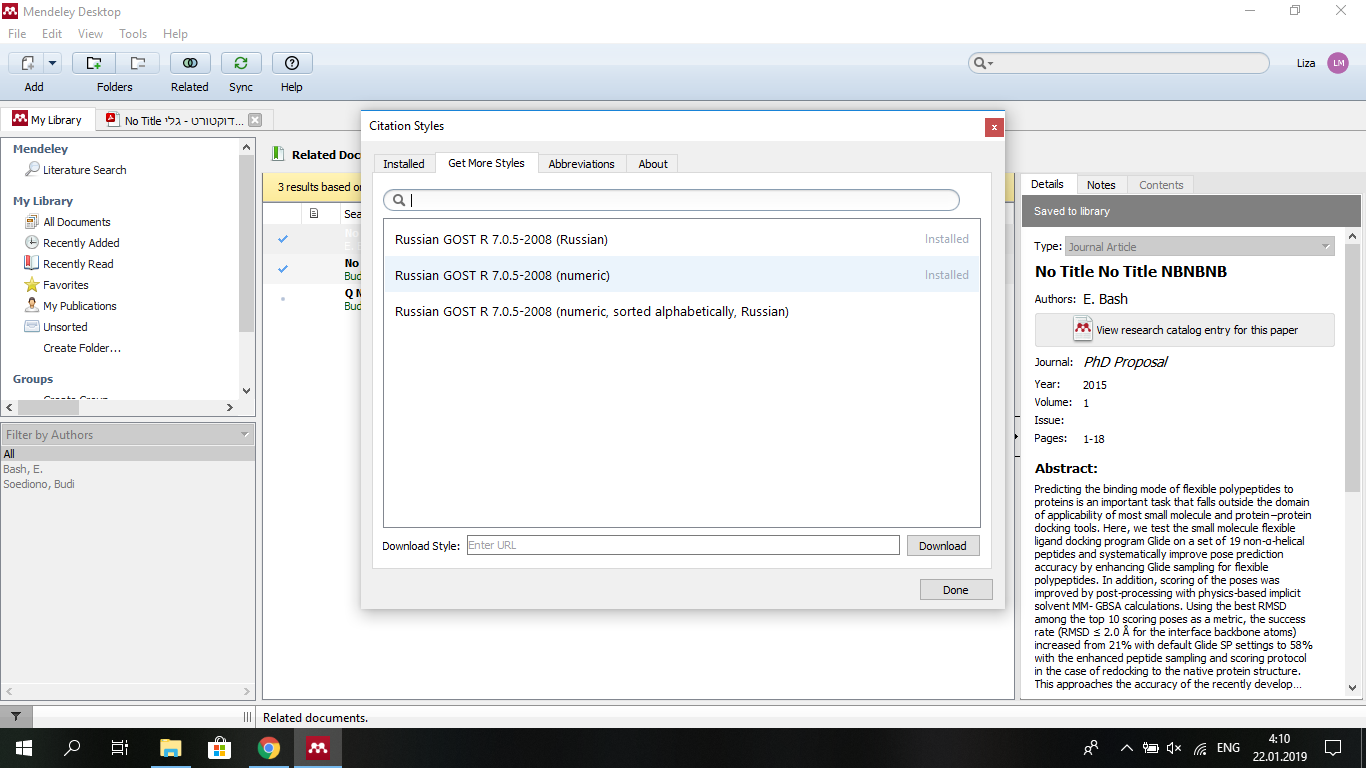 Mendeley Desktop
File Edit View Tools Help
Add Folders Related Sync Help
Liza LM
My Library No Title דוקטורט - גלי...
Mendeley
Literature Search
My Library
All Documents
Recently Added
Recently Read
Favorites
My Publications
Unsorted
Create Folder...
Groups
Filter by Authors
All
Bash, E.
Soediono, Budi
Related Doc
3 results based on
Sea
No
E.
No
Bud
Q N
Bud
Citation Styles
x
Installed Get More Styles Abbreviations About
Russian GOST R 7.0.5-2008 (Russian) Installed
Russian GOST R 7.0.5-2008 (numeric) Installed
Russian GOST R 7.0.5-2008 (numeric, sorted alphabetically, Russian)
Download Style: Enter URL Download
Done
Details Notes Contents
Saved to library
Type: Journal Article
No Title No Title NBNBNB
Authors: E. Bash
View research catalog entry for this paper
Journal: PhD Proposal
Year: 2015
Volume: 1
Issue:
Pages: 1-18
Abstract:
Predicting the binding mode of flexible polypeptides to
proteins is an important task that falls outside the domain
of applicability of most small molecule and protein−protein
docking tools. Here, we test the small molecule flexible
ligand docking program Glide on a set of 19 non-α-helical
peptides and systematically improve pose prediction
accuracy by enhancing Glide sampling for flexible
polypeptides. In addition, scoring of the poses was
improved by post-processing with physics-based implicit
solvent MM- GBSA calculations. Using the best RMSD
among the top 10 scoring poses as a metric, the success
rate (RMSD ≤ 2.0 Å for the interface backbone atoms)
increased from 21% with default Glide SP settings to 58%
with the enhanced peptide sampling and scoring protocol
in the case of redocking to the native protein structure.
This approaches the accuracy of the recently develop...
Related documents.
ENG
4:10
22.01.2019